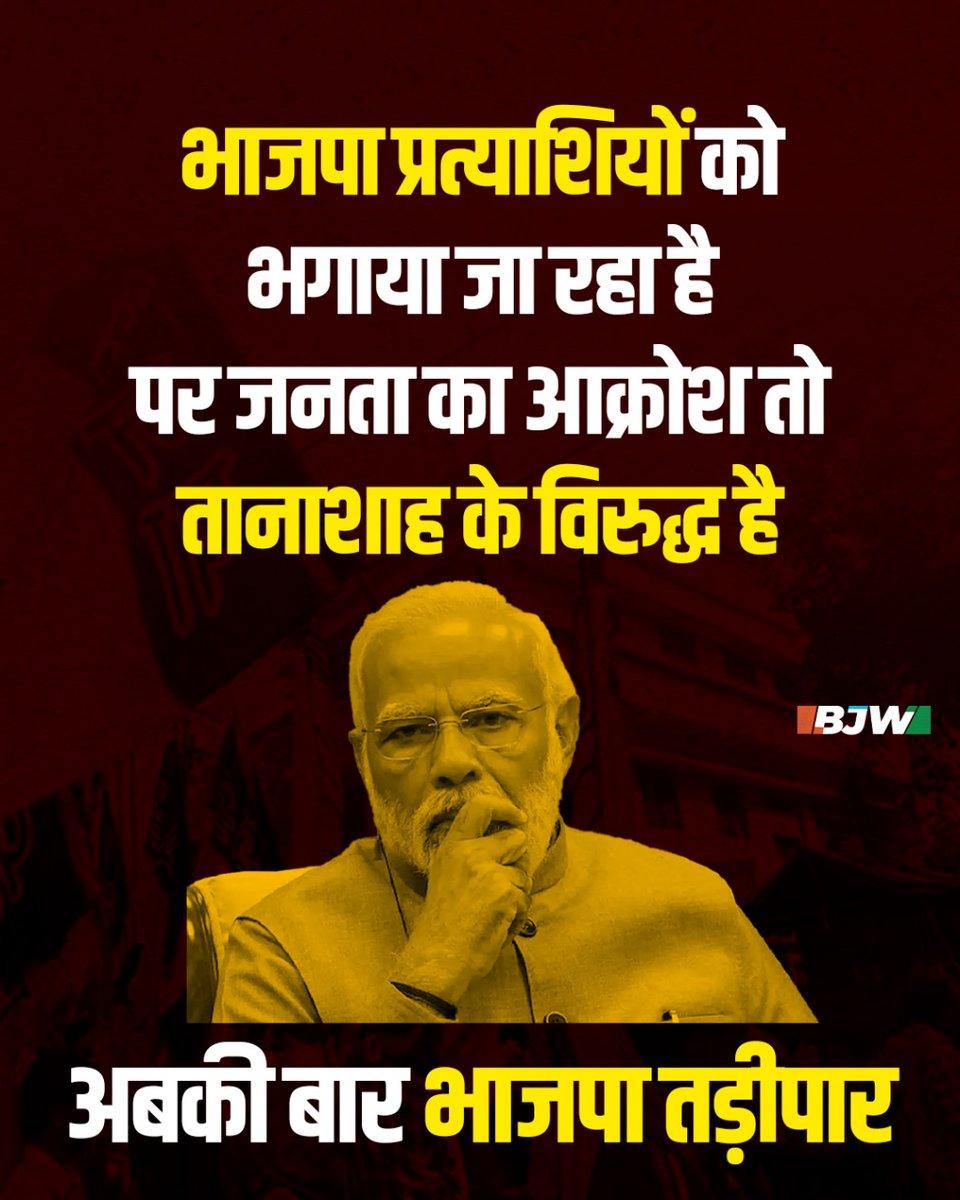 भाजपा प्रत्याशियों को
भगाया जा रहा है
पर जनता का आक्रोश तो
तानाशाह के विरुद्ध है
BJW
अबकी बार भाजपा तड़ीपार